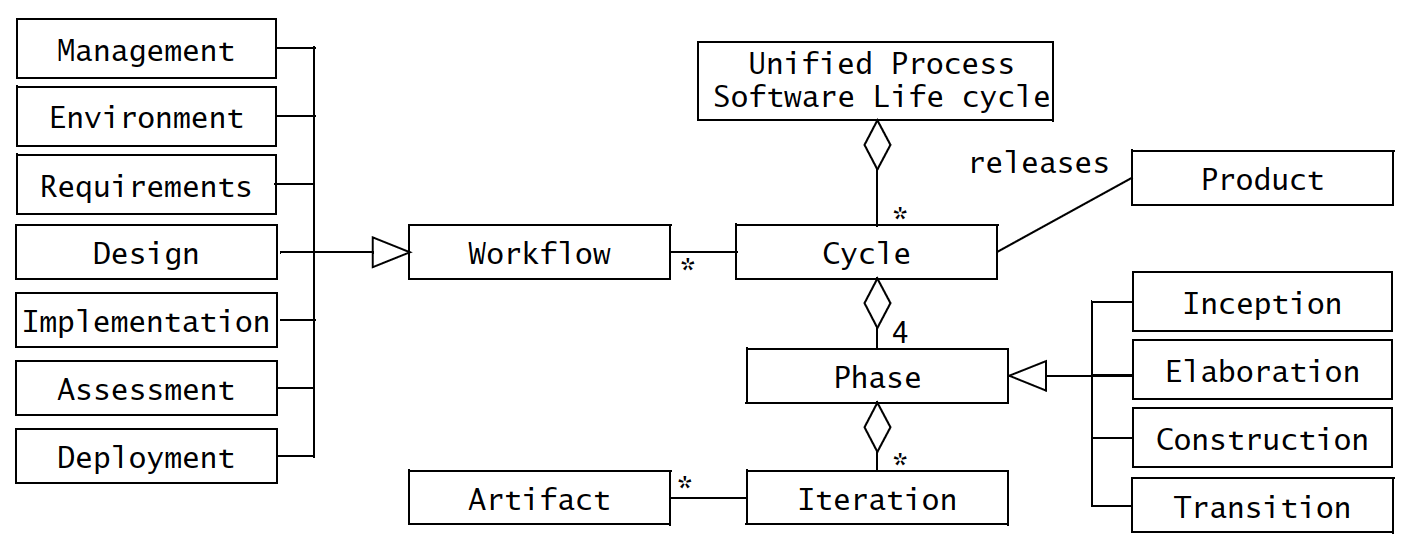 Management
Environment
Requirements
Design
Implementation
Assessment
Deployment
Unified Process
Software Life cycle
releases
Product
*
Workflow
*
Cycle
4
Phase
Inception
Elaboration
Construction
Transition
*
Artifact
*
Iteration